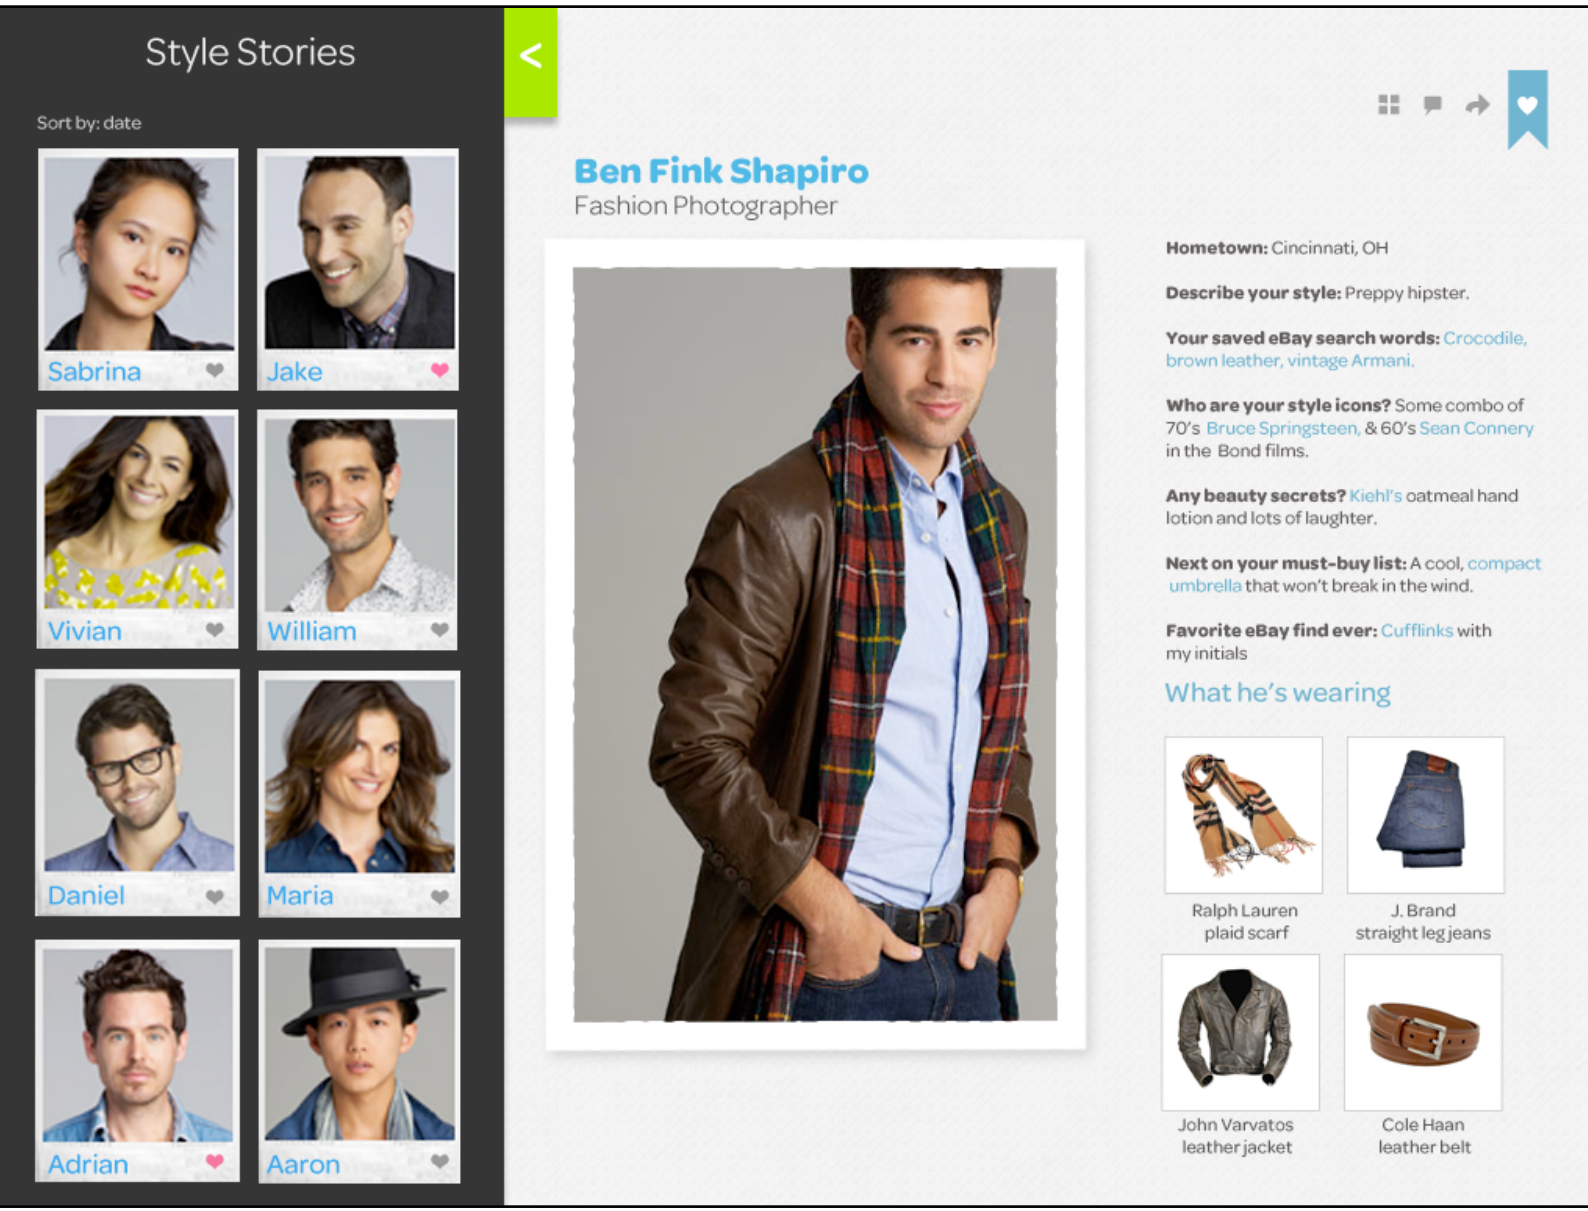 Style Stories
<
Sort by: date
Sabrina
Jake
Vivian
William
Daniel
Maria
Adrian
Aaron
Ben Fink Shapiro
Fashion Photographer
Hometown: Cincinnati, OH
Describe your style: Preppy hipster.
Your saved eBay search words: Crocodile,
brown leather, vintage Armani.
Who are your style icons? Some combo of
70's Bruce Springsteen, & 60's Sean Connery
in the Bond films.
Any beauty secrets? Kiehl's oatmeal hand
lotion and lots of laughter.
Next on your must-buy list: A cool, compact
umbrella that won't break in the wind.
Favorite eBay find ever: Cufflinks with
my initials
What he's wearing
Ralph Lauren
plaid scarf
J. Brand
straight leg jeans
John Varvatos
leather jacket
Cole Haan
leather belt